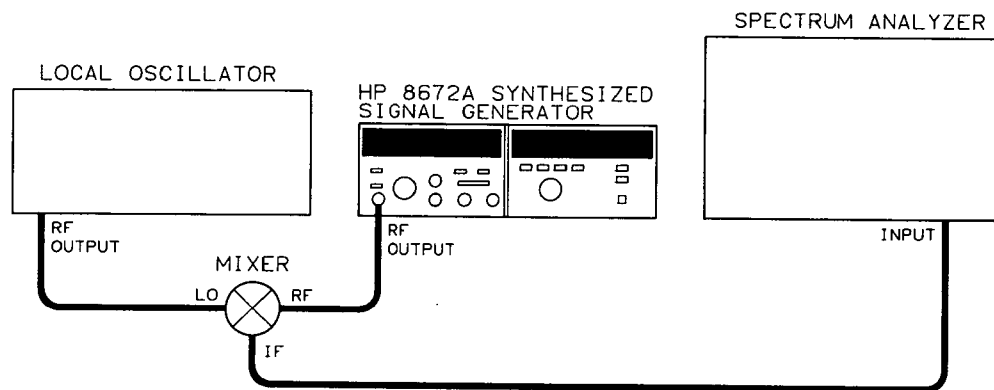 SPECTRUM ANALYZER
LOCAL OSCILLATOR
HP 8672A SYNTHESIZED
SIGNAL GENERATOR
RF
OUTPUT
RF
OUTPUT
INPUT
MIXER
LO
RF
IF